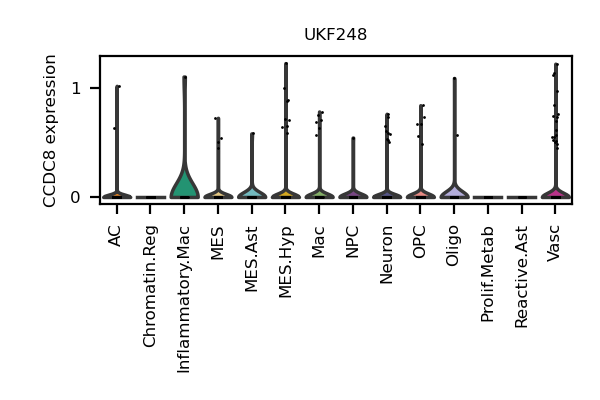 UKF248
CCDC8 expression
1
0
AC
Chromatin.Reg
Inflammatory.Mac
MES
MES.Ast
MES.Hyp
Mac
NPC
Neuron
OPC
Oligo
Prolif.Metab
Reactive.Ast
Vasc